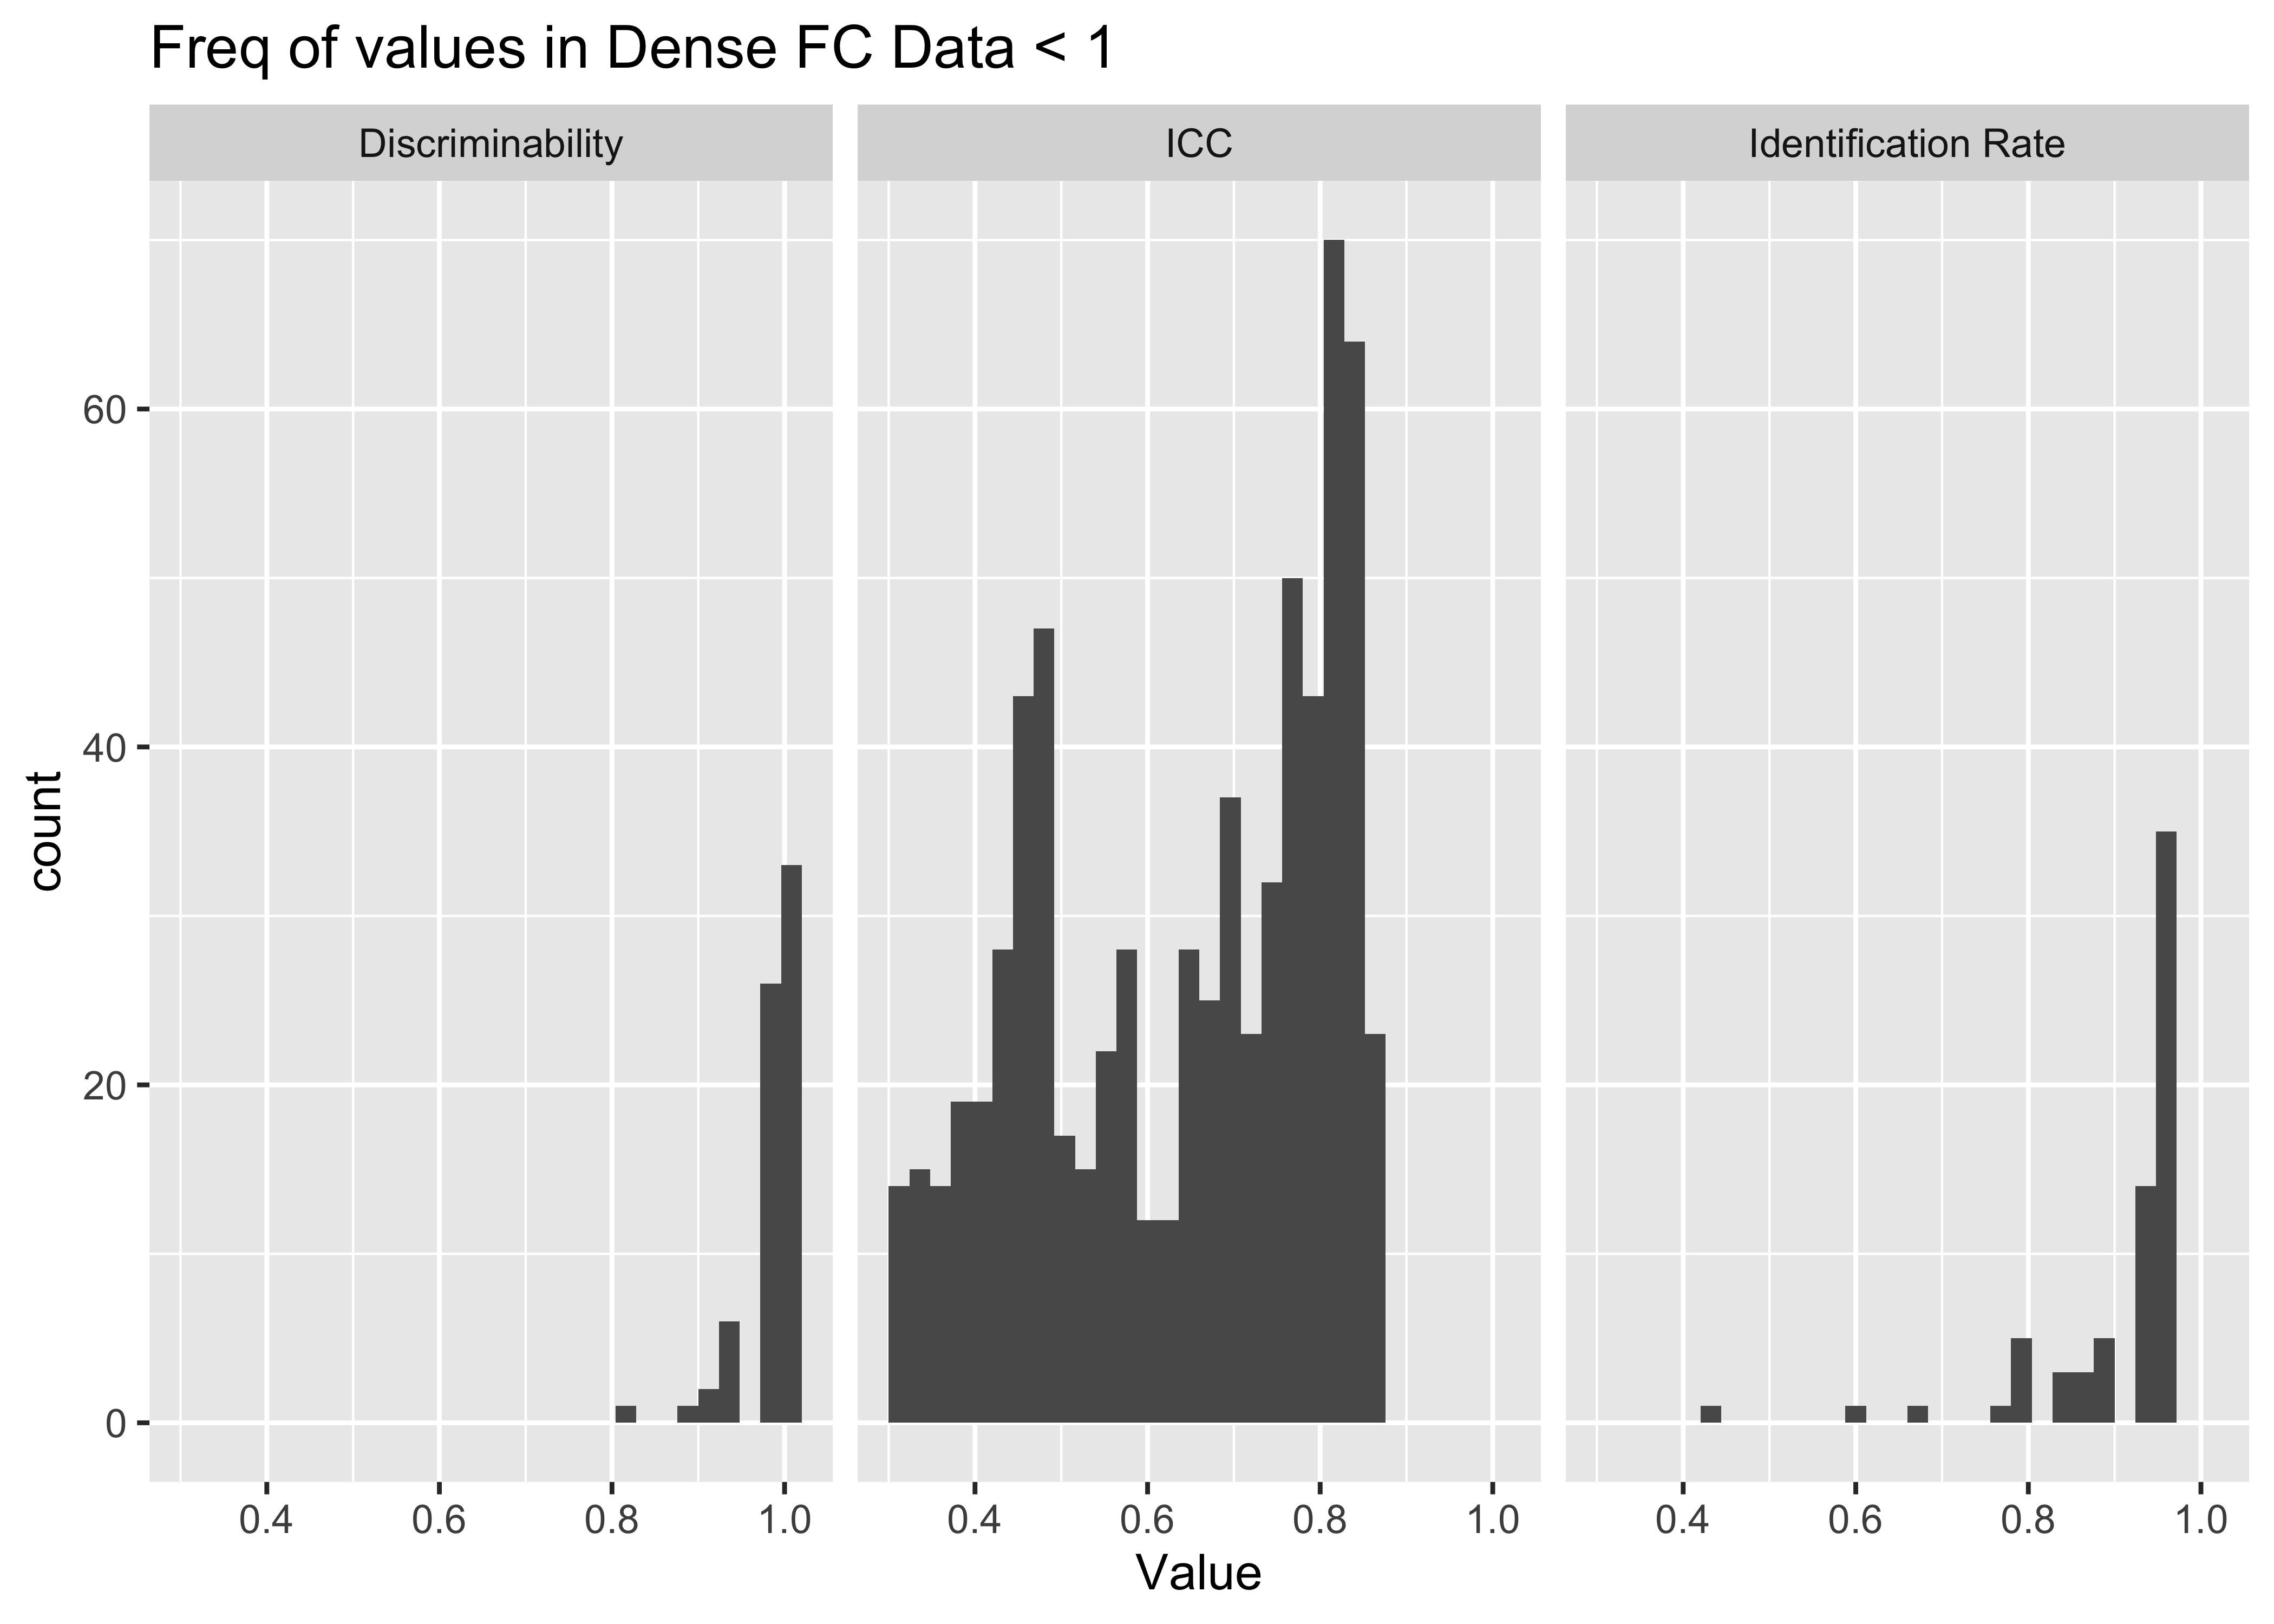 Freq of values in Dense FC Data < 1
Discriminability
ICC
Identification Rate
60
40
20
0
count
0.4 0.6 0.8 1.0
0.4 0.6 0.8 1.0
0.4 0.6 0.8 1.0
Value